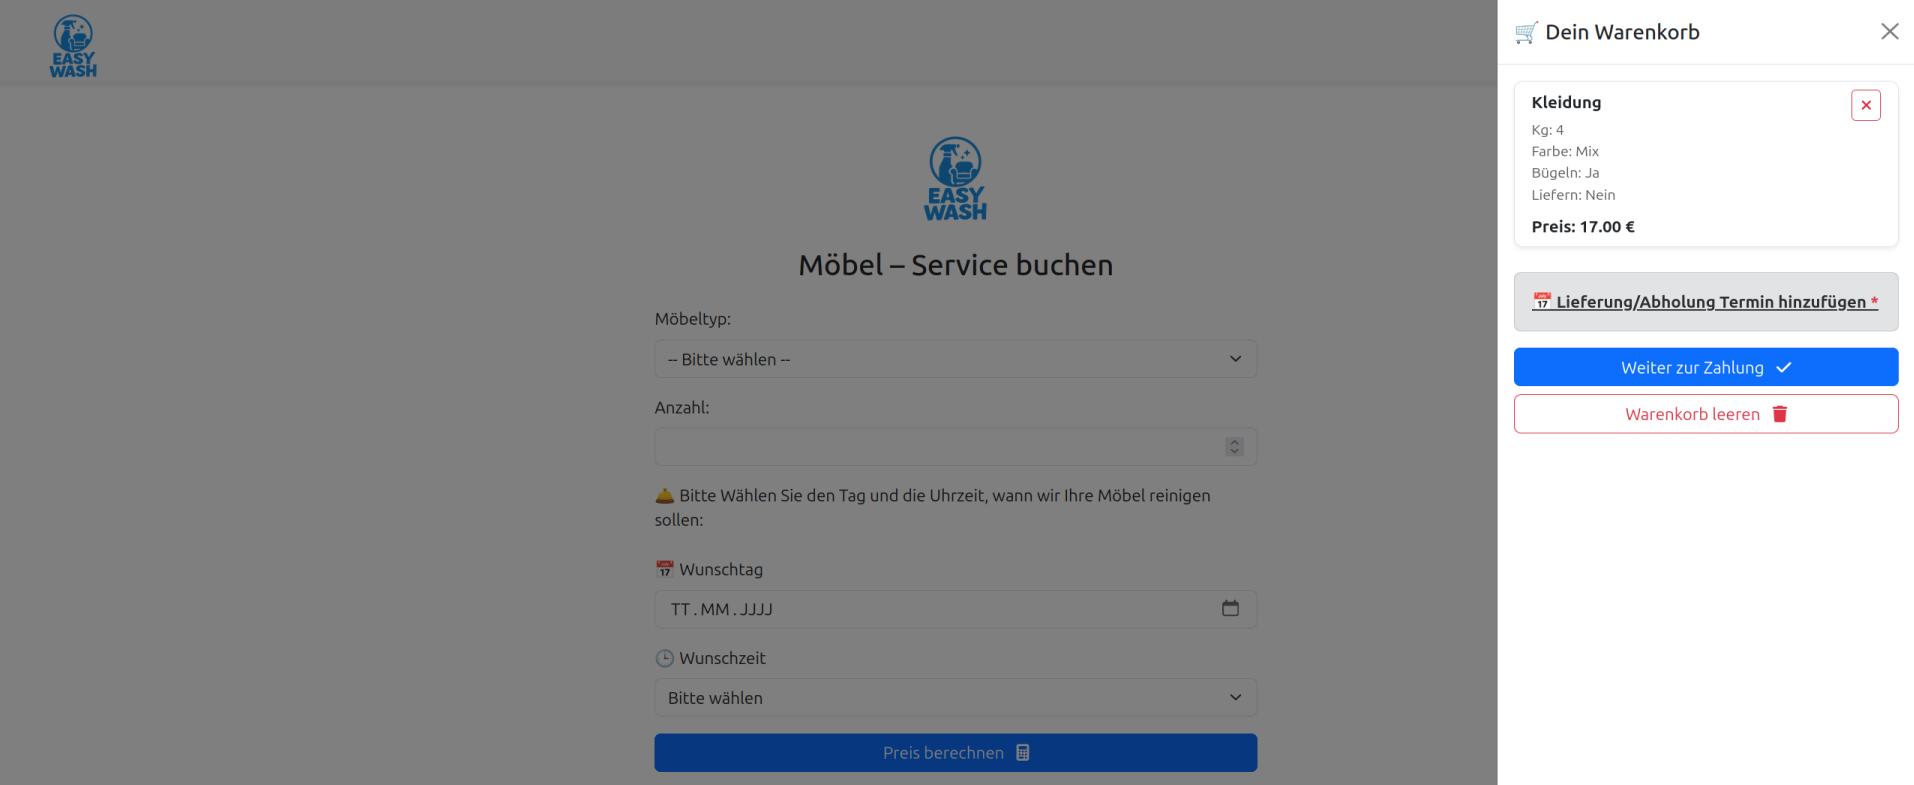 EASY
WASH
EASY
WASH
Möbel – Service buchen
Möbeltyp:
-- Bitte wählen --
Anzahl:
Bitte Wählen Sie den Tag und die Uhrzeit, wann wir Ihre Möbel reinigen
sollen:
Wunschtag
TT . MM . JJJJ
Wunschzeit
Bitte wählen
Preis berechnen
Dein Warenkorb
Kleidung
Kg: 4
Farbe: Mix
Bügeln: Ja
Liefern: Nein
Preis: 17.00 €
17 Lieferung/Abholung Termin hinzufügen *
Weiter zur Zahlung
Warenkorb leeren